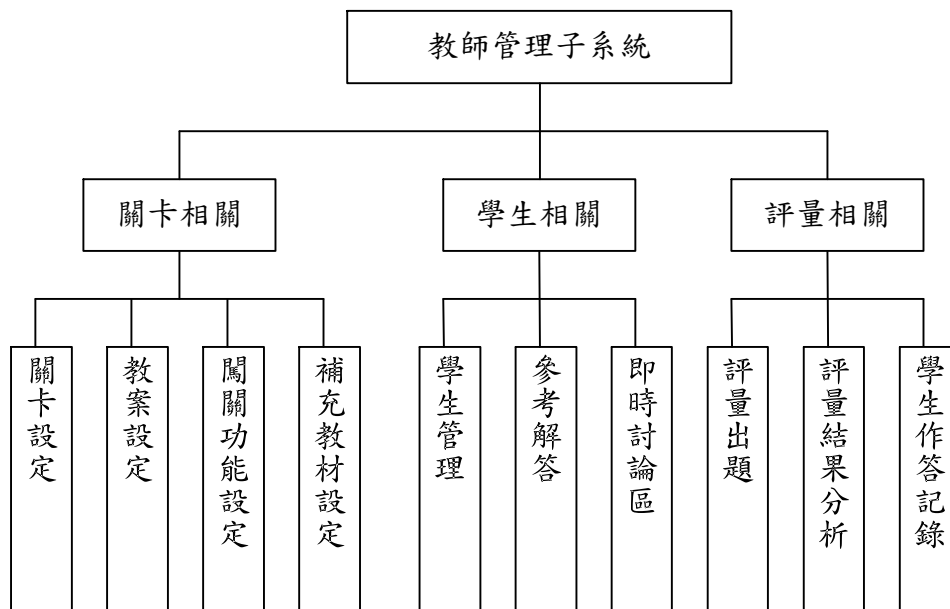 教師管理子系統
關卡相關
學生相關
評量相關
關卡設定
教案設定
闖關功能設定
補充教材設定
學生管理
參考解答
即時討論區
評量出題
評量結果分析
學生作答記錄